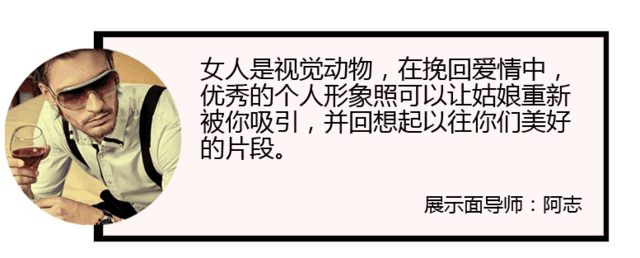 女人是视觉动物，在挽回爱情中，
优秀的个人形象照可以让姑娘重新
被你吸引，并回想起以往你们美好
的片段。
展示面导师：阿志